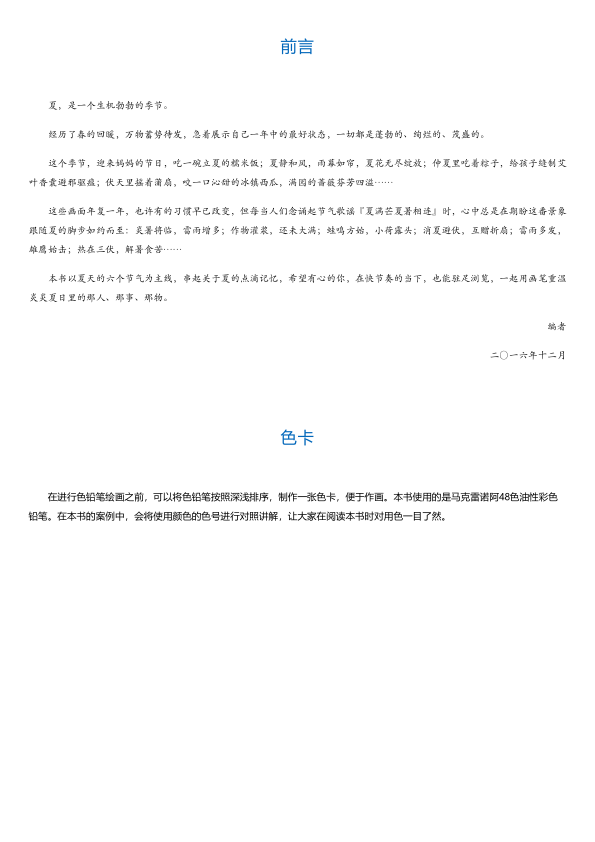 前言
夏，是一个生机勃勃的季节。
经历了春的回暖，万物蓄势待发，急着展示自己一年中的最好状态，一切都是蓬勃的、绚烂的、茂盛的。
这个季节，迎来妈妈的节日，吃一碗立夏的糯米饭；夏静和风，雨幕如帘，夏花无尽绽放；仲夏里吃着粽子，给孩子缝制艾
叶香囊避邪驱瘟；伏天里摇着蒲扇，咬一口沁甜的冰镇西瓜，满园的蔷薇芬芳四溢……
这些画面年复一年，也许有的习惯早已改变，但每当人们念诵起节气歌谣『夏满芒夏暑相连』时，心中总是在期盼这番景象
跟随夏的脚步如约而至：炎暑将临，雷雨增多；作物灌浆，还未大满；蛙鸣方始，小荷露头；消夏避伏，互赠折扇；雷雨多发，
雄鹰始击；热在三伏，解暑食苦……
本书以夏天的六个节气为主线，串起关于夏的点滴记忆，希望有心的你，在快节奏的当下，也能驻足浏览，一起用画笔重温
炎炎夏日里的那人、那事、那物。
编者
二〇一六年十二月
色卡
在进行色铅笔绘画之前，可以将色铅笔按照深浅排序，制作一张色卡，便于作画。本书使用的是马克雷诺阿48色油性彩色
铅笔。在本书的案例中，会将使用颜色的色号进行对照讲解，让大家在阅读本书时对用色一目了然。